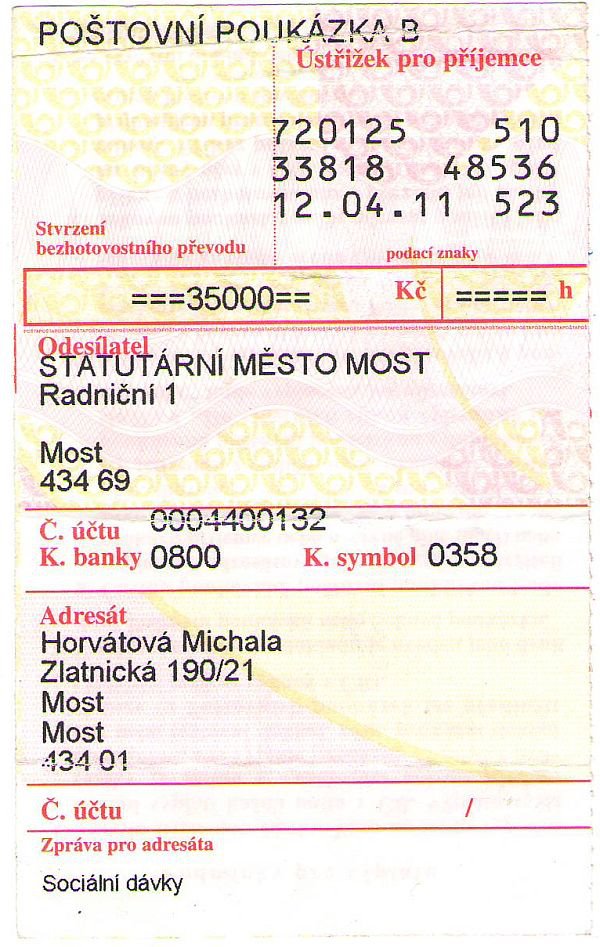 POŠTOVNÍ POUKÁZKA B
Ústřižek pro příjemce
720125 510
33818 48536
12.04.11 523
Stvrzení
bezhotovostního převodu
podací znaky
===35000== Kč ===== h
Odesílatel
STATUTÁRNÍ MĚSTO MOST
Radniční 1
Most
434 69
Č. účtu 0004400132
K. banky 0800 K. symbol 0358
Adresát
Horvátová Michala
Zlatnická 190/21
Most
Most
434 01
Č. účtu /
Zpráva pro adresáta
Sociální dávky